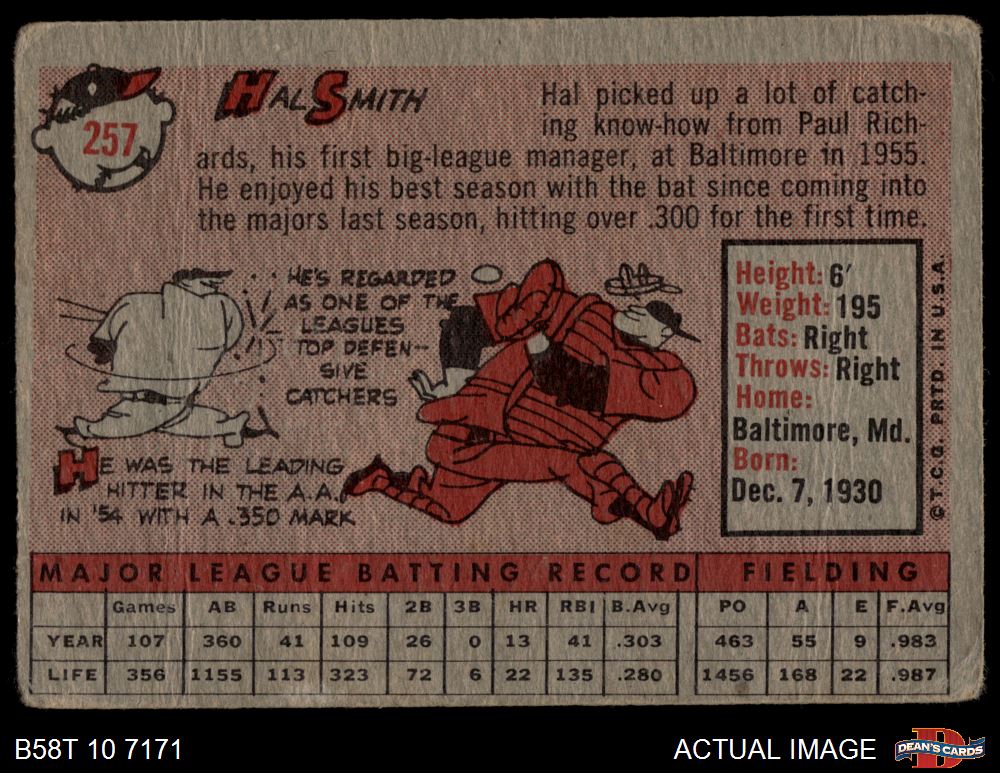 257
HAL SMITH
Hal picked up a lot of catch-
ing know-how from Paul Rich-
ards, his first big-league manager, at Baltimore in 1955.
He enjoyed his best season with the bat since coming into
the majors last season, hitting over .300 for the first time.
HE'S REGARDED
AS ONE OF THE
LEAGUES
TOP DEFEN-
SIVE
CATCHERS
HE WAS THE LEADING
HITTER IN THE A.A.
IN '54 WITH A .350 MARK
Height: 6'
Weight: 195
Bats: Right
Throws: Right
Home:
Baltimore, Md.
Born:
Dec. 7, 1930
© T.C.G. PRTD. IN U.S.A.
MAJOR LEAGUE BATTING RECORD FIELDING
Games AB Runs Hits 2B 3B HR RBI B.Avg PO A E F.Avg
YEAR 107 360 41 109 26 0 13 41 .303 463 55 9 .983
LIFE 356 1155 113 323 72 6 22 135 .280 1456 168 22 .987
B58T 10 7171
ACTUAL IMAGE
D
DEAN'S CARDS